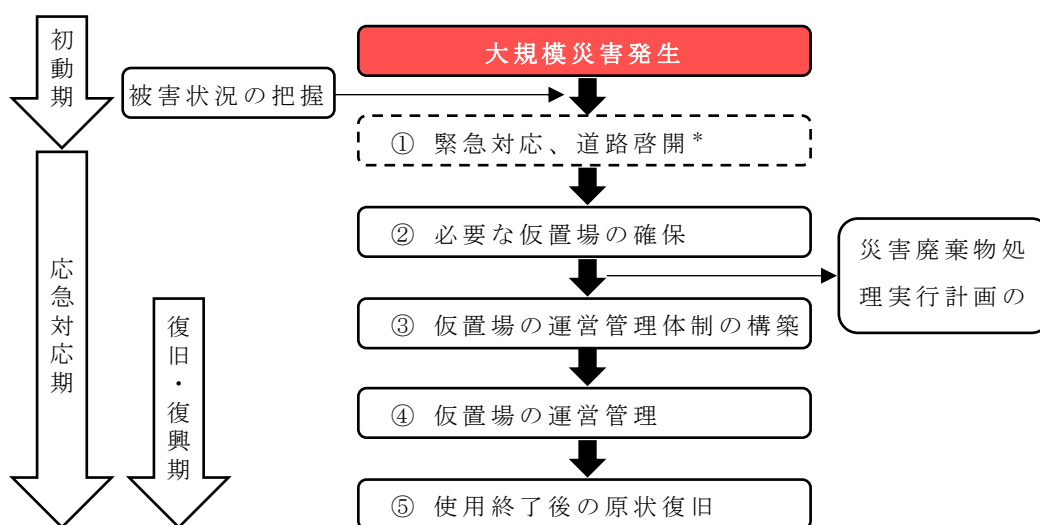 初動期
大規模災害発生
被害状況の把握
① 緊急対応、道路啓開*
② 必要な仮置場の確保
災害廃棄物処
理実行計画の
応急対応期
復旧・復興期
③ 仮置場の運営管理体制の構築
④ 仮置場の運営管理
⑤ 使用終了後の原状復旧